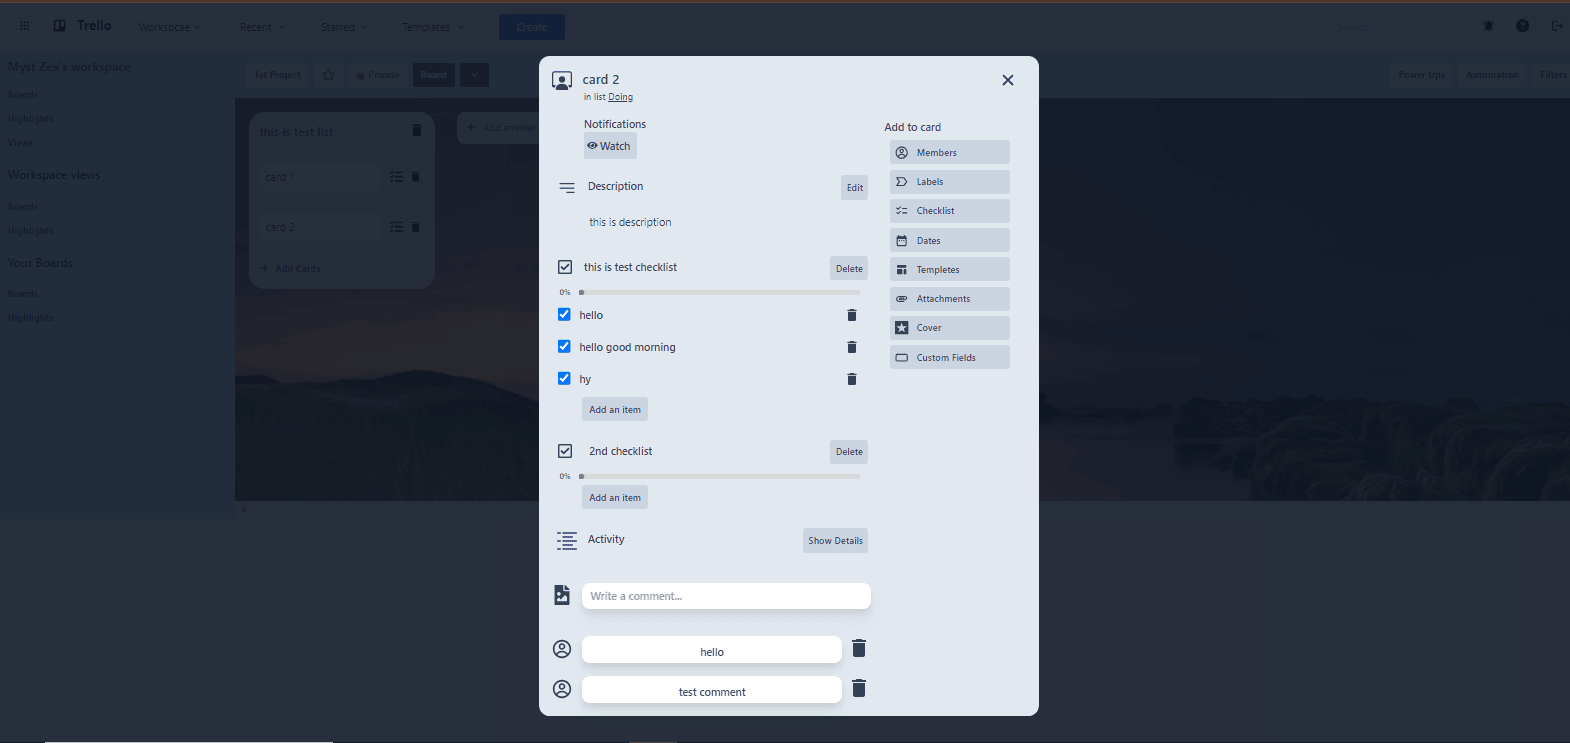 Trello
Workspcae
Recent
Starred
Templates
Create
Search
Myst Zex's workspace
Boards
Highlights
Views
Workspace views
Boards
Highlights
Your Boards
Boards
Highlights
1st Project
Private
Board
Power Ups
Automation
Filters
this is test list
card 1
card 2
+ Add Cards
+ Add another
card 2
in list Doing
Notifications
Watch
Description
Edit
this is description
this is test checklist
Delete
0%
hello
hello good morning
hy
Add an item
2nd checklist
Delete
0%
Add an item
Activity
Show Details
Write a comment...
hello
test comment
Add to card
Members
Labels
Checklist
Dates
Templetes
Attachments
Cover
Custom Fields